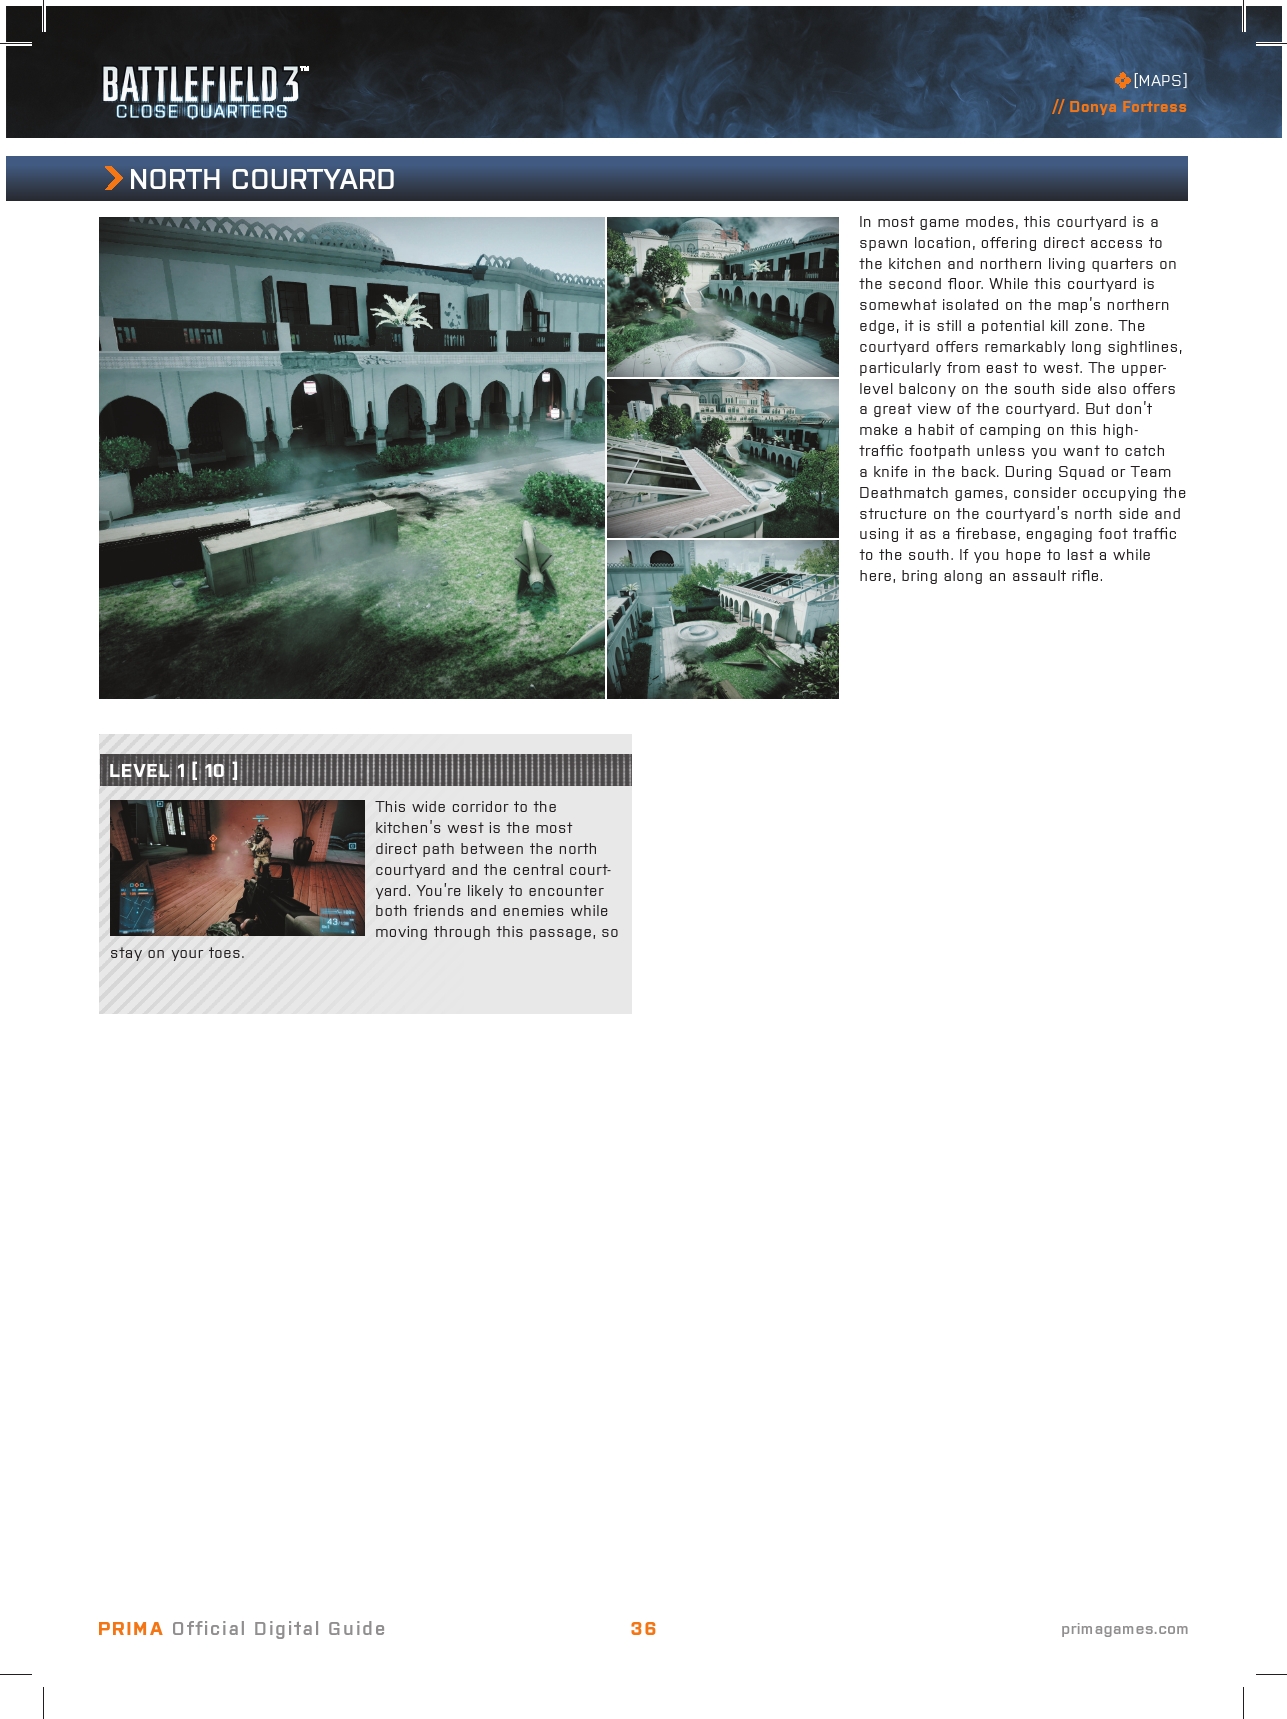 BATTLEFIELD 3™
CLOSE QUARTERS
[MAPS]
// Donya Fortress
NORTH COURTYARD
In most game modes, this courtyard is a
spawn location, offering direct access to
the kitchen and northern living quarters on
the second floor. While this courtyard is
somewhat isolated on the map's northern
edge, it is still a potential kill zone. The
courtyard offers remarkably long sightlines,
particularly from east to west. The upper-
level balcony on the south side also offers
a great view of the courtyard. But don't
make a habit of camping on this high-
traffic footpath unless you want to catch
a knife in the back. During Squad or Team
Deathmatch games, consider occupying the
structure on the courtyard's north side and
using it as a firebase, engaging foot traffic
to the south. If you hope to last a while
here, bring along an assault rifle.
LEVEL 1 [ 10 ]
This wide corridor to the
kitchen's west is the most
direct path between the north
courtyard and the central court-
yard. You're likely to encounter
both friends and enemies while
moving through this passage, so
stay on your toes.
43
PRIMA Official Digital Guide
36
primagames.com